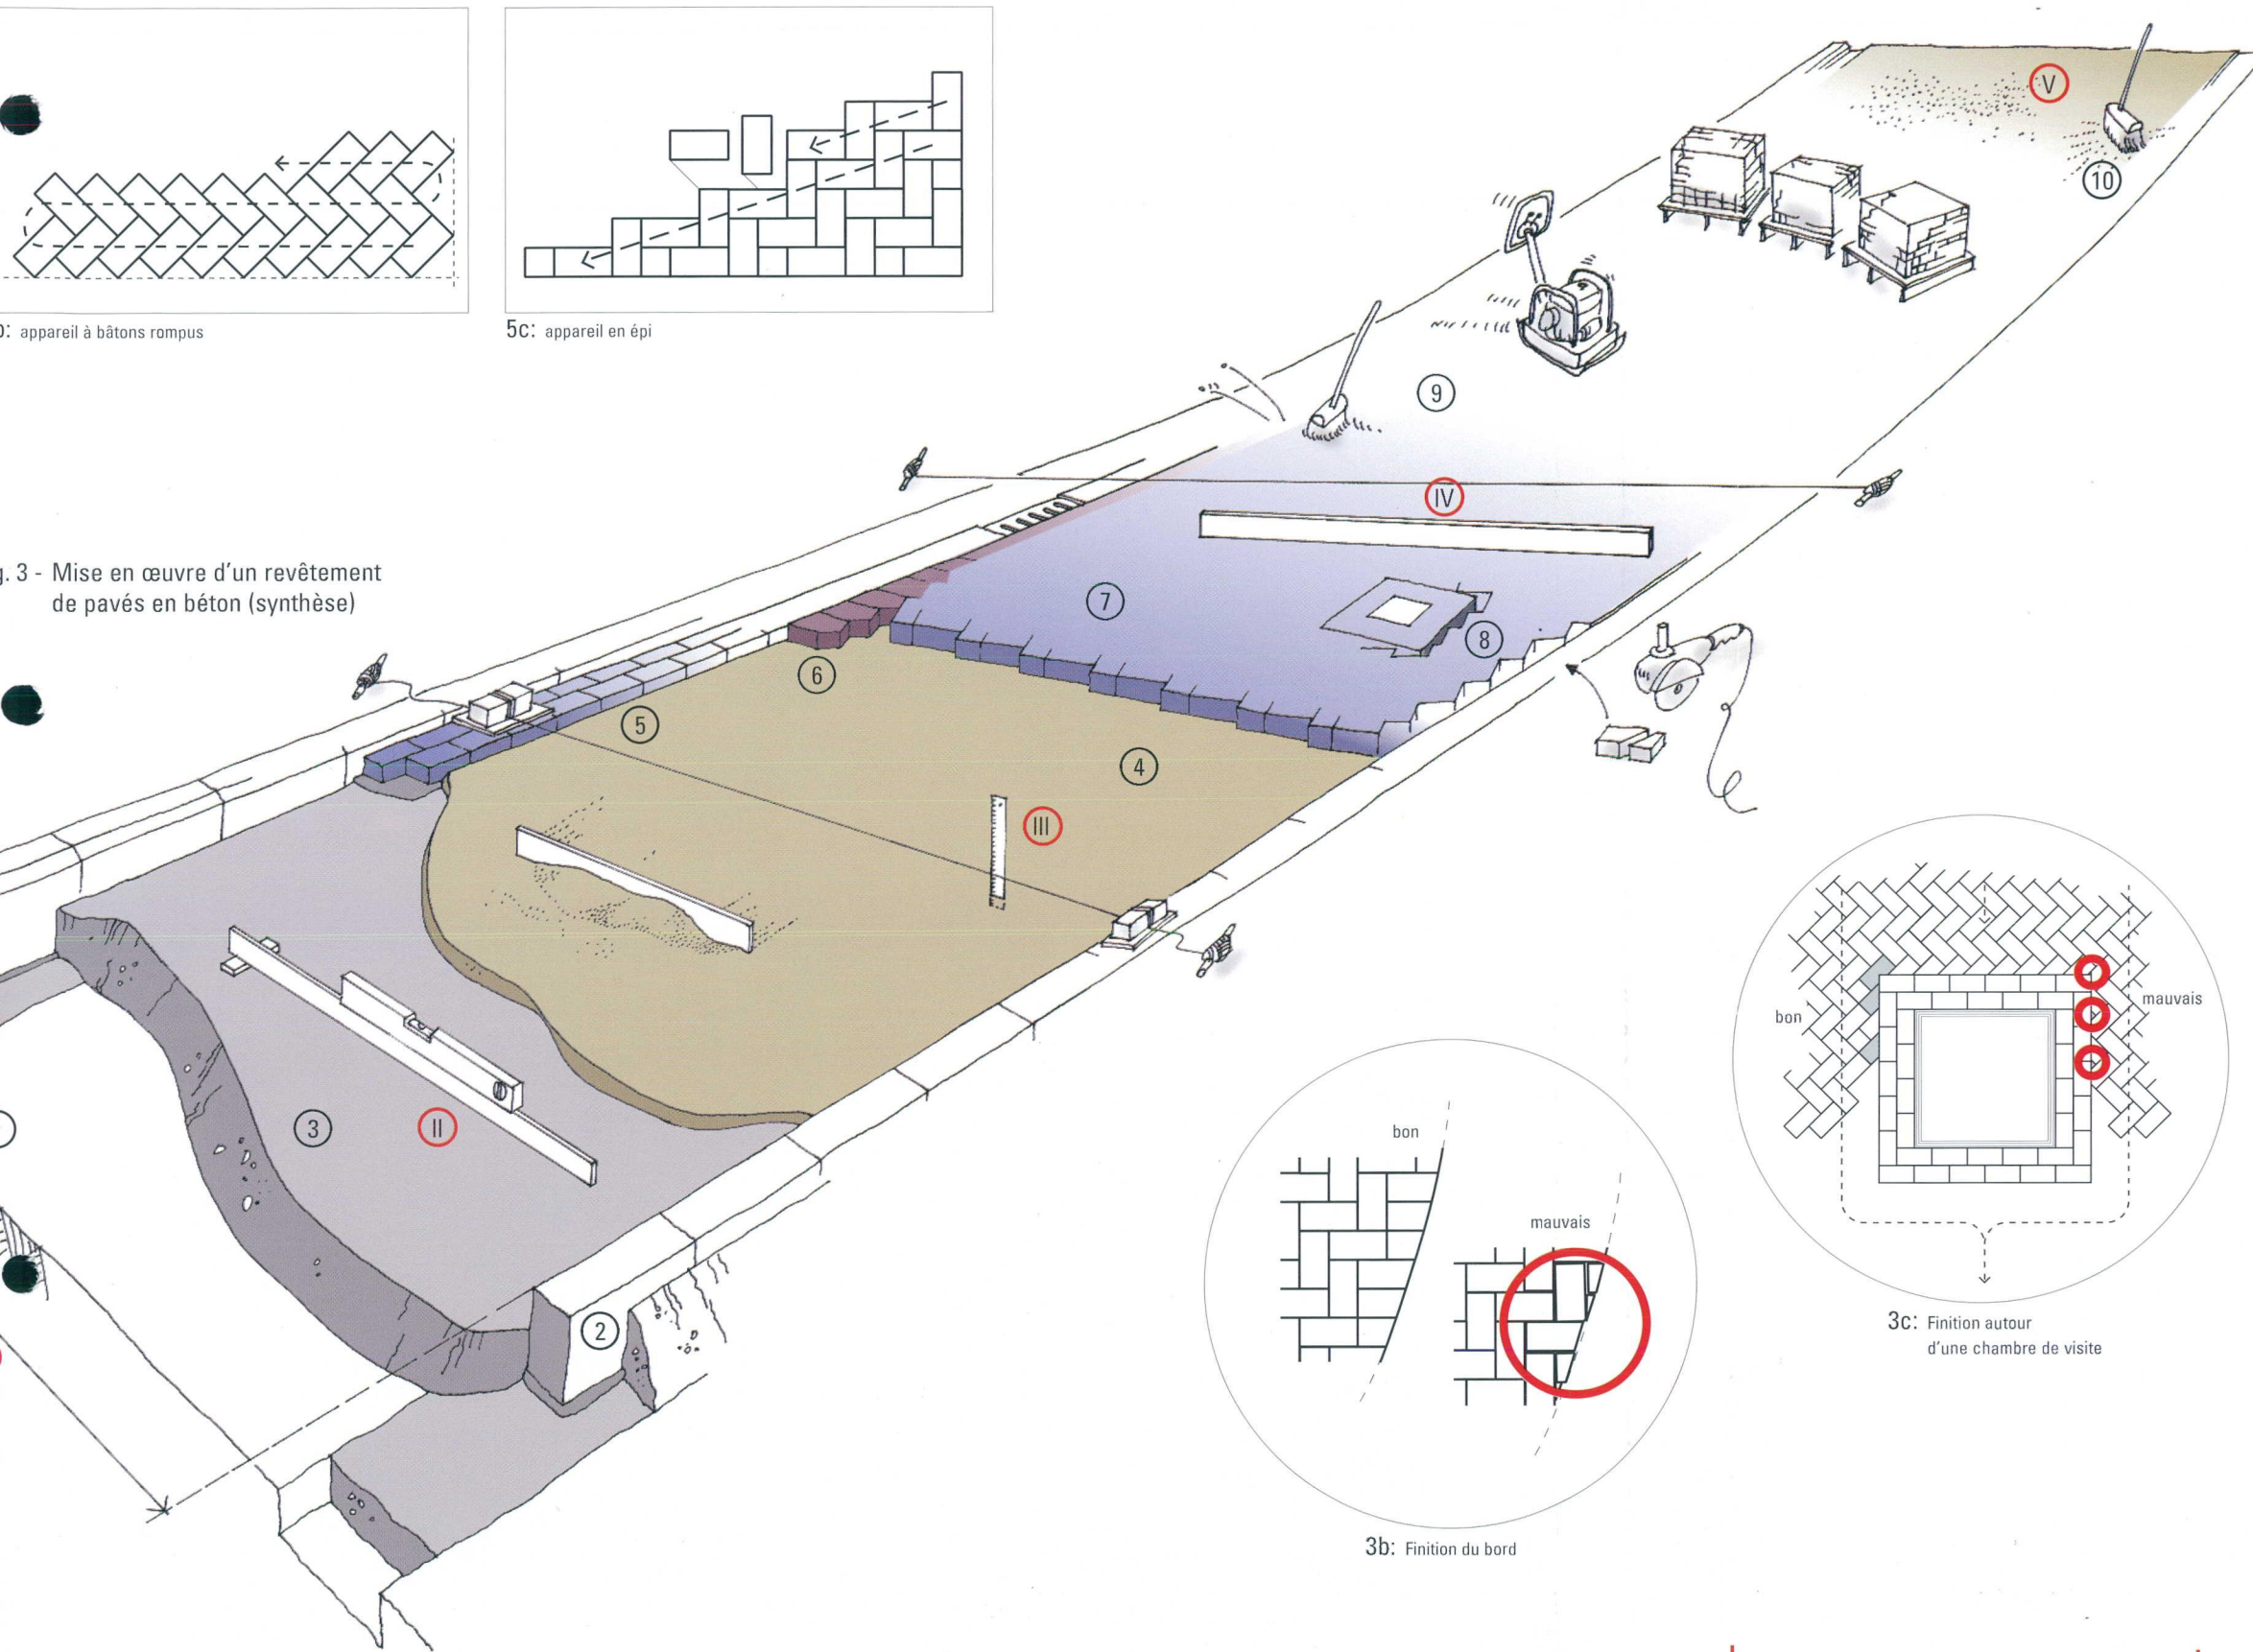 appareil à bâtons rompus
5c: appareil en épi
Fig. 3 - Mise en œuvre d'un revêtement
de pavés en béton (synthèse)
V
10
9
IV
7
8
6
5
4
III
3
II
2
bon
mauvais
3b: Finition du bord
bon
mauvais
3c: Finition autour
d'une chambre de visite